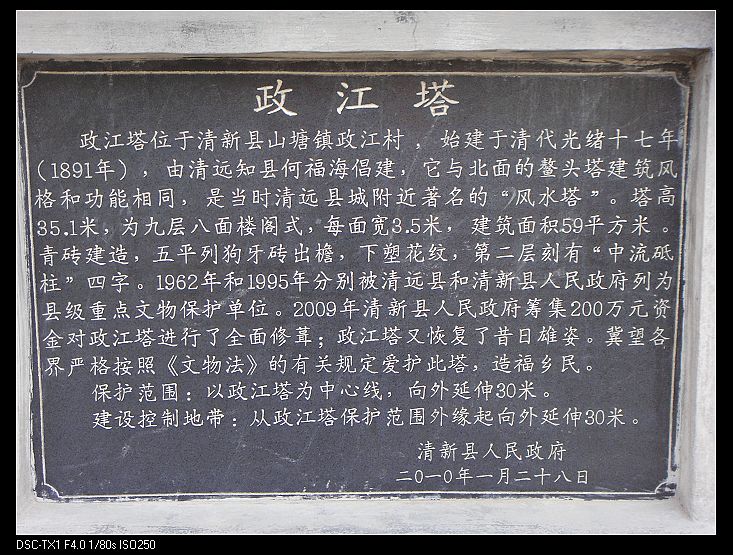 政江塔
政江塔位于清新县山塘镇政江村，始建于清代光绪十七年
（1891年），由清远知县何福海倡建，它与北面的鳌头塔建筑风
格和功能相同，是当时清远县城附近著名的“风水塔”。塔高
35.1米，为九层八面楼阁式，每面宽3.5米，建筑面积59平方米。
青砖建造，五平列狗牙砖出檐，下塑花纹，第二层刻有“中流砥
柱”四字。1962年和1995年分别被清远县和清新县人民政府列为
县级重点文物保护单位。2009年清新县人民政府筹集200万元资
金对政江塔进行了全面修葺；政江塔又恢复了昔日雄姿。冀望各
界严格按照《文物法》的有关规定爱护此塔，造福乡民。
保护范围：以政江塔为中心线，向外延伸30米。
建设控制地带：从政江塔保护范围外缘起向外延伸30米。
清新县人民政府
二0一0年一月二十八日
DSC-TX1 F4.0 1/80s ISO250